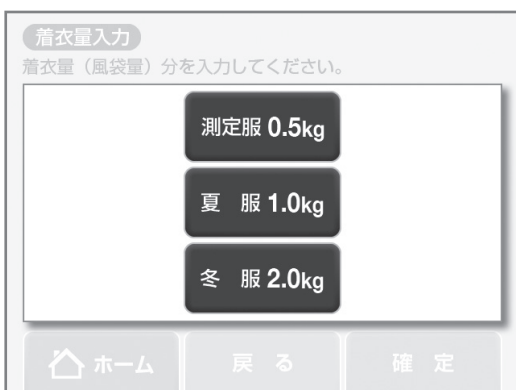 着衣量入力
着衣量（風袋量）分を入力してください。
測定服 0.5kg
夏　服 1.0kg
冬　服 2.0kg
ホーム　戻　る　確　定